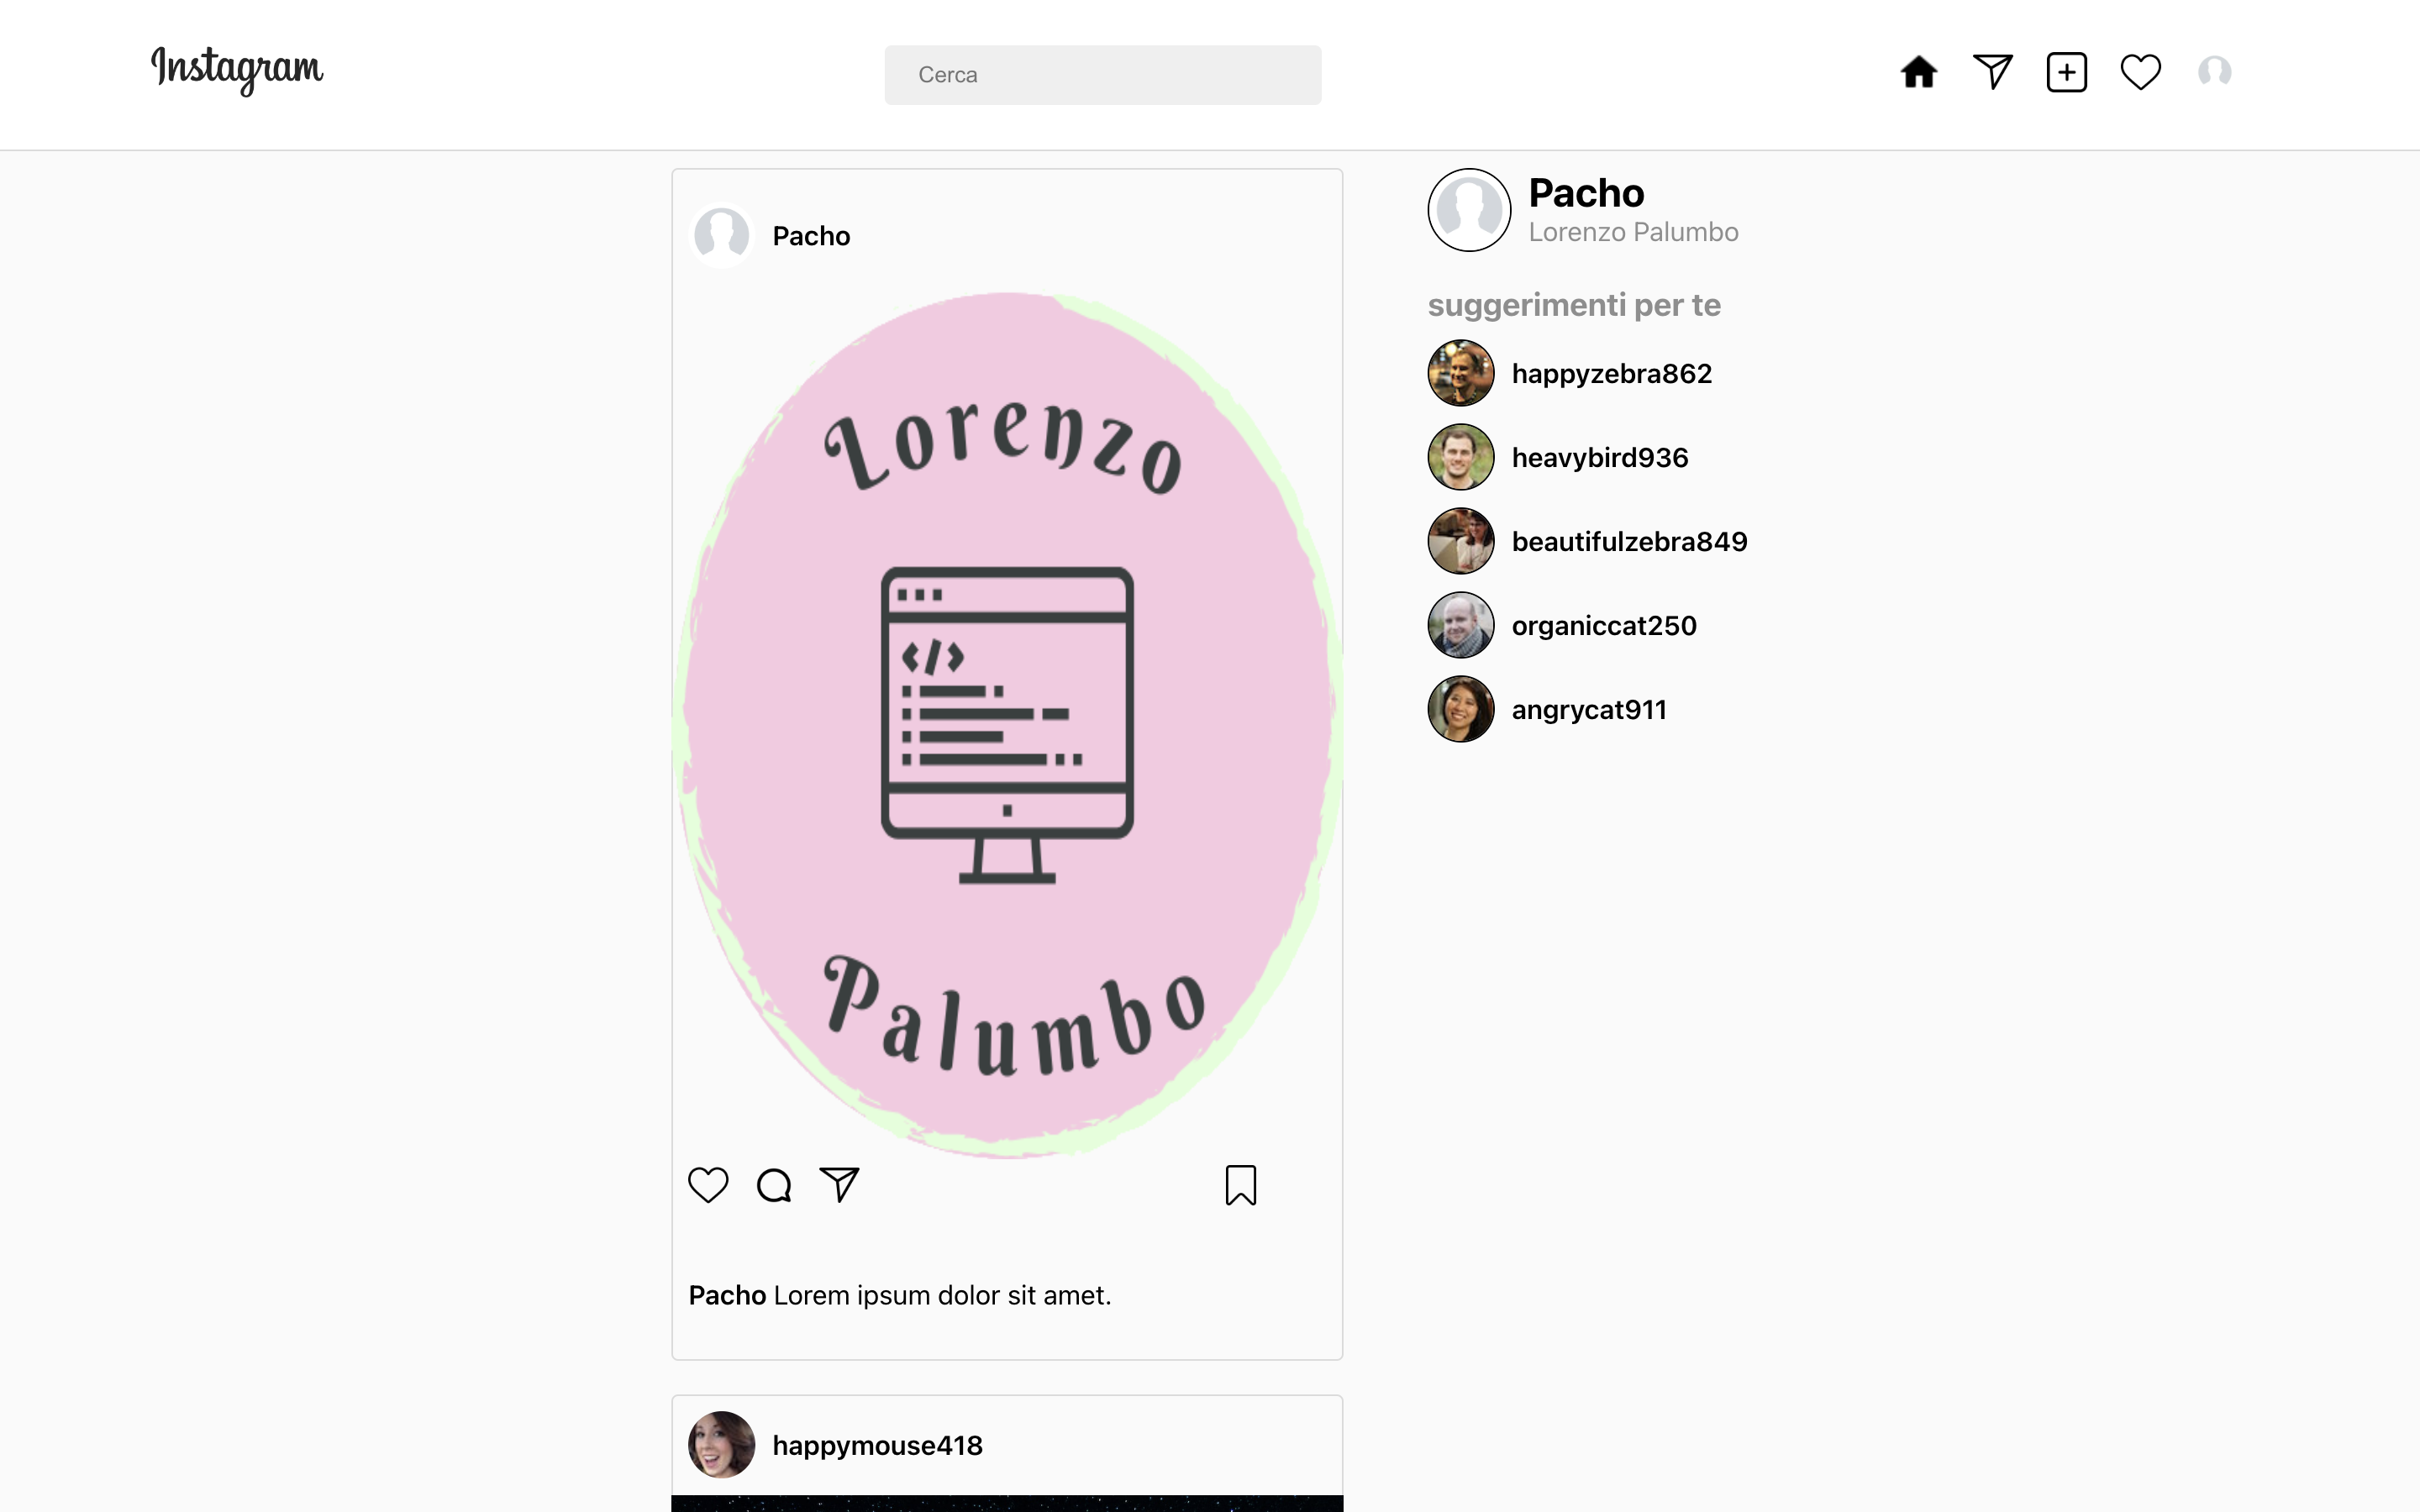 Instagram
Cerca
Pacho
Lorenzo
</>
Palumbo
Pacho Lorem ipsum dolor sit amet.
happymouse418
Pacho
Lorenzo Palumbo
suggerimenti per te
happyzebra862
heavybird936
beautifulzebra849
organiccat250
angrycat911